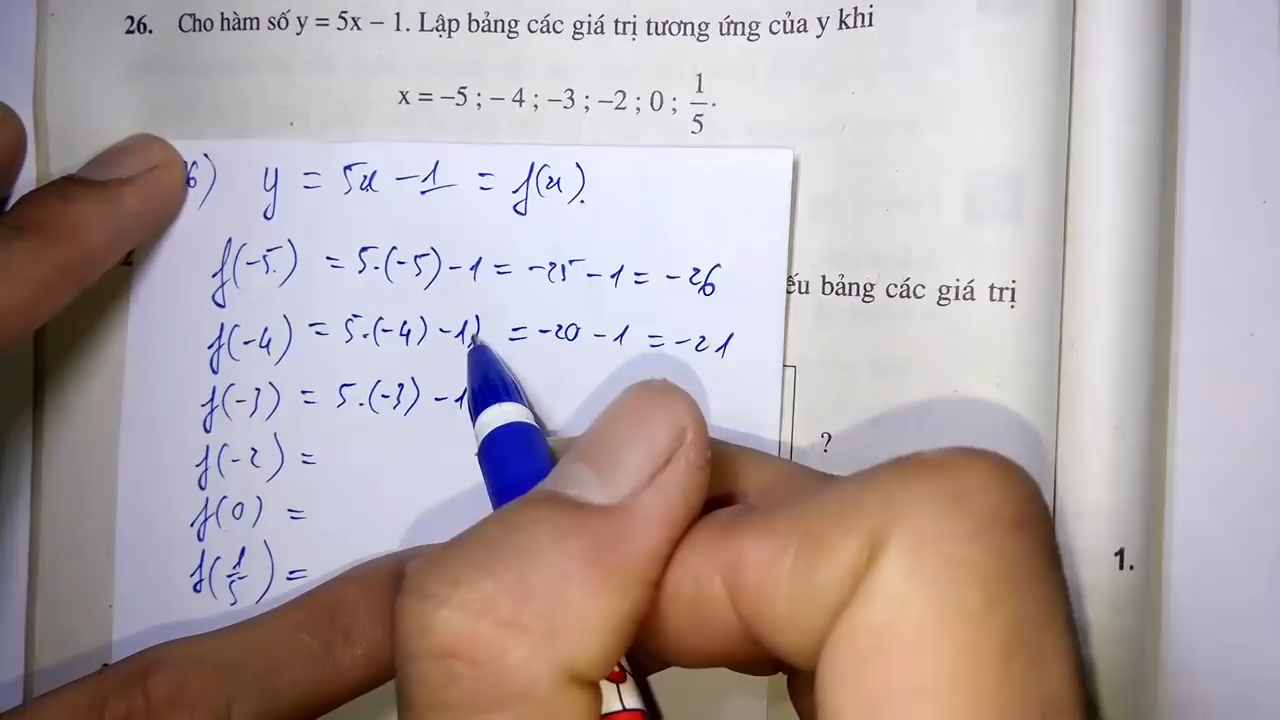 26. Cho hàm số y = 5x – 1. Lập bảng các giá trị tương ứng của y khi
x = –5 ; – 4 ; –3 ; –2 ; 0 ; 1/5.
6) y = 5x – 1 = f(x).
f(-5) = 5.(-5) - 1 = -25 - 1 = -26
ếu bảng các giá trị
f(-4) = 5.(-4) - 1 = -20 - 1 = -21
f(-3) = 5.(-3) - 1
?
f(-2) =
f(0) =
f(1/5) =
1.